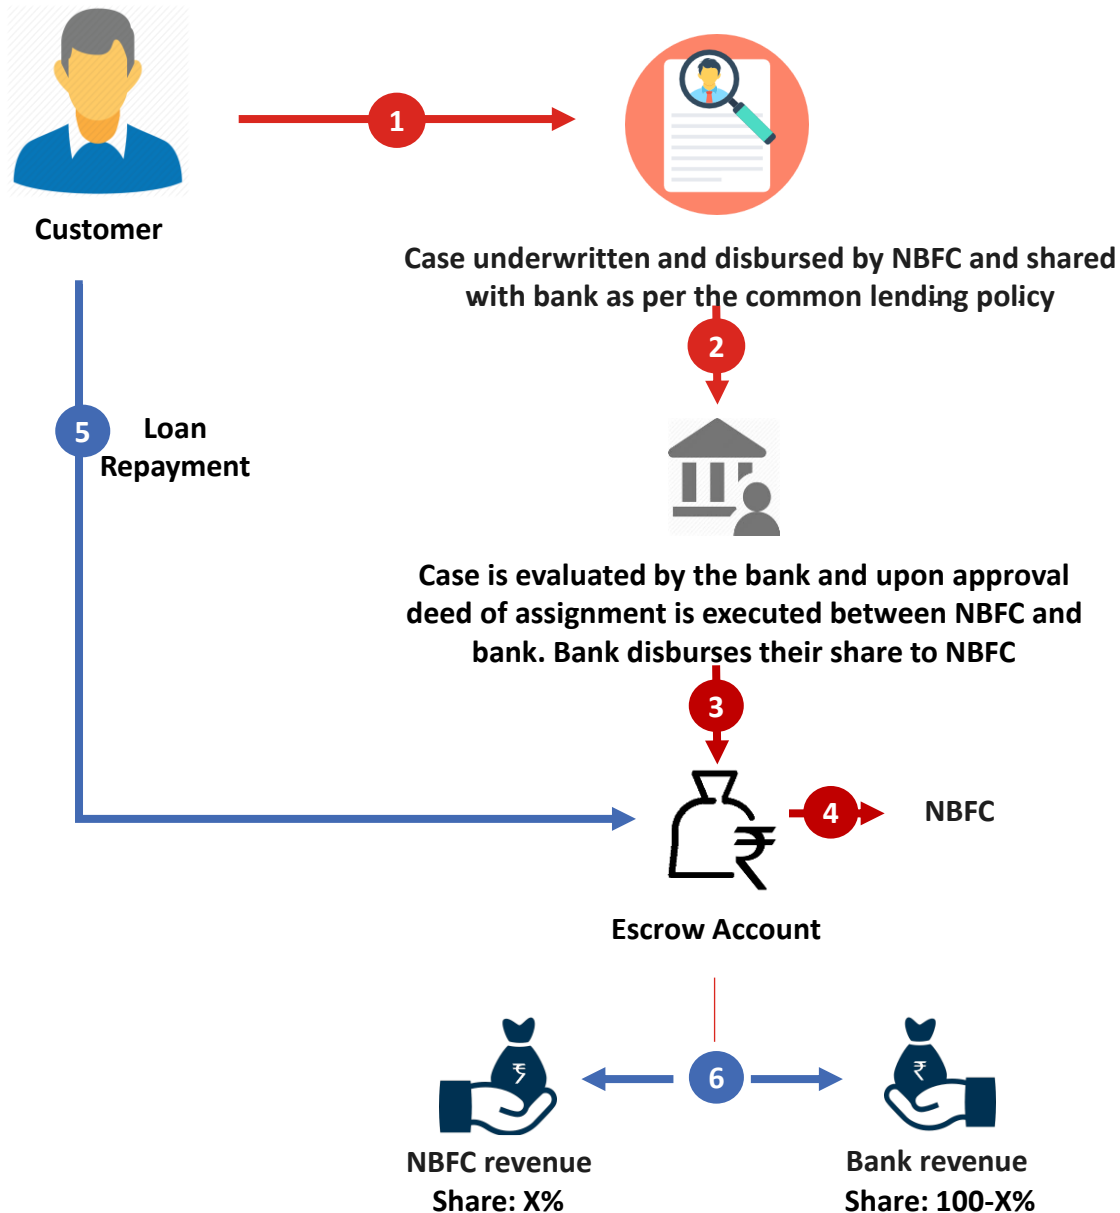 1
Customer
Case underwritten and disbursed by NBFC and shared
with bank as per the common lending policy
2
5
Loan
Repayment
Case is evaluated by the bank and upon approval
deed of assignment is executed between NBFC and
bank. Bank disburses their share to NBFC
3
₹
4
NBFC
Escrow Account
6
₹
₹
NBFC revenue
Share: X%
Bank revenue
Share: 100-X%